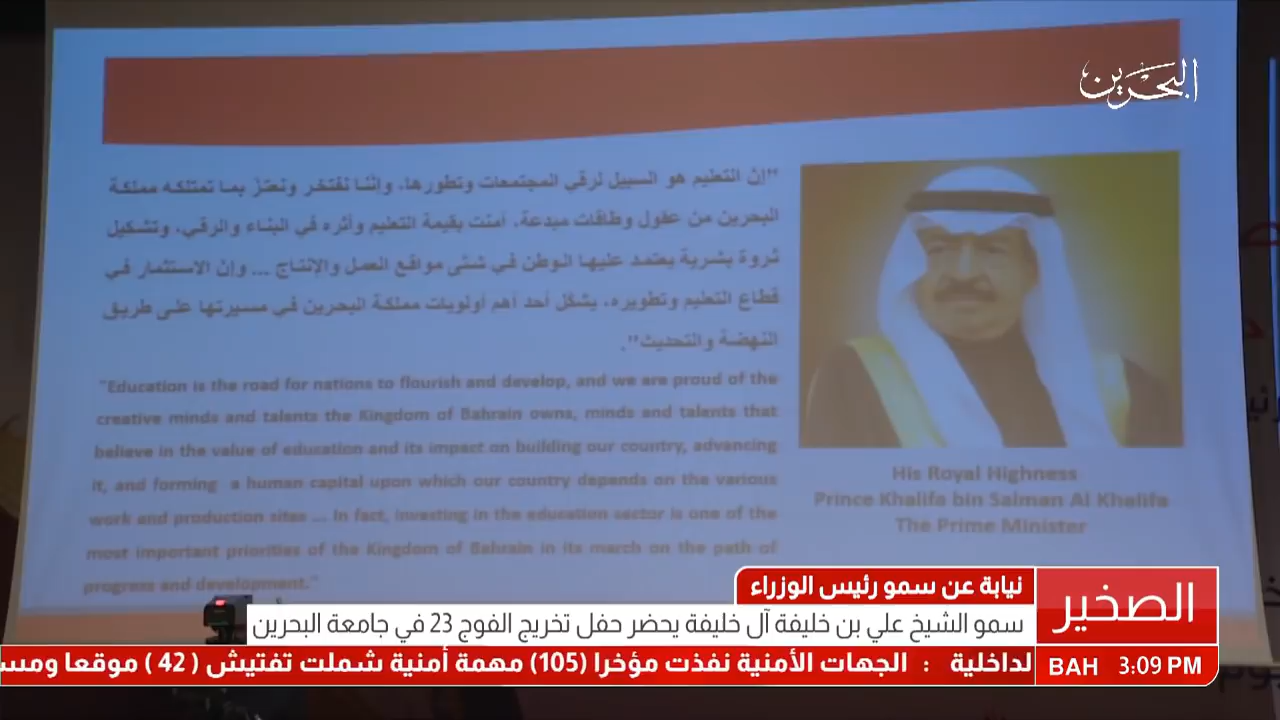 البحرين
"إن التعليم هو السبيل لرقي المجتمعات وتطورها، وإننا نفتخر ونعتز بما تمتلكه مملكة
البحرين من عقول وطاقات مبدعة، آمنت بقيمة التعليم وأثره في البناء والرقي، وتشكيل
ثروة بشرية يعتمد عليها الوطن في شتى مواقع العمل والإنتاج ... وإن الاستثمار في
قطاع التعليم وتطويره، يشكل أحد أهم أولويات مملكة البحرين في مسيرتها على طريق
النهضة والتحديث".
"Education is the road for nations to flourish and develop, and we are proud of the
creative minds and talents the Kingdom of Bahrain owns, minds and talents that
believe in the value of education and its impact on building our country, advancing
it, and forming a human capital upon which our country depends on the various
work and production sites ... In fact, investing in the education sector is one of the
most important priorities of the Kingdom of Bahrain in its march on the path of
progress and development."
His Royal Highness
Prince Khalifa bin Salman Al Khalifa
The Prime Minister
الصخير
نيابة عن سمو رئيس الوزراء
سمو الشيخ علي بن خليفة آل خليفة يحضر حفل تخريج الفوج 23 في جامعة البحرين
BAH 3:09 PM
لداخلية : الجهات الأمنية نفذت مؤخرا (105) مهمة أمنية شملت تفتيش (42) موقعا ومس